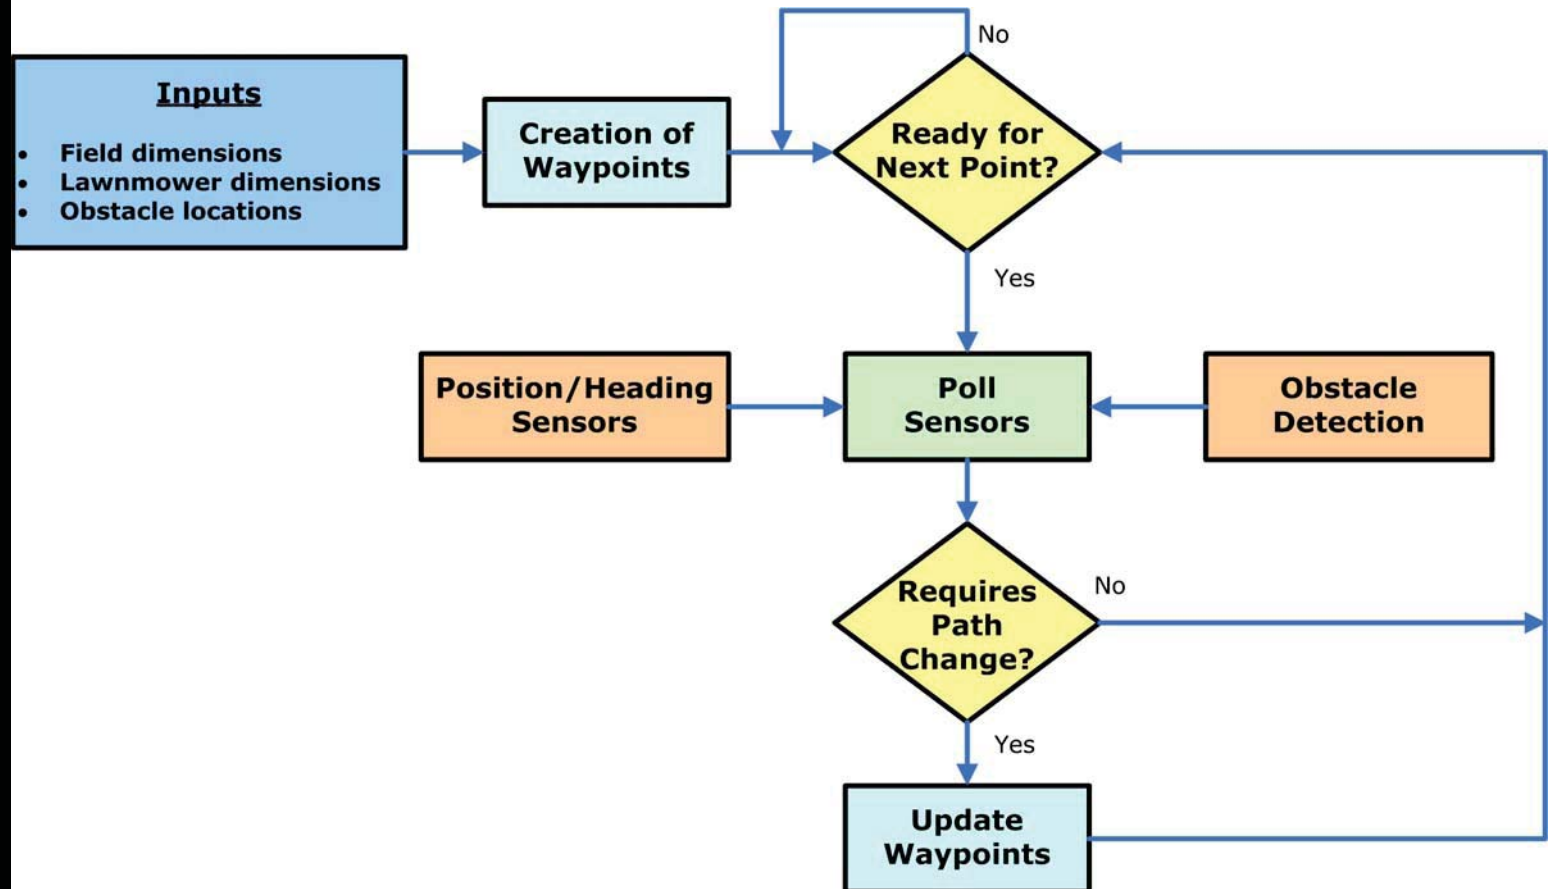 Inputs
• Field dimensions
• Lawnmower dimensions
• Obstacle locations
Creation of
Waypoints
No
Ready for
Next Point?
Yes
Position/Heading
Sensors
Poll
Sensors
Obstacle
Detection
Requires
Path
Change?
No
Yes
Update
Waypoints